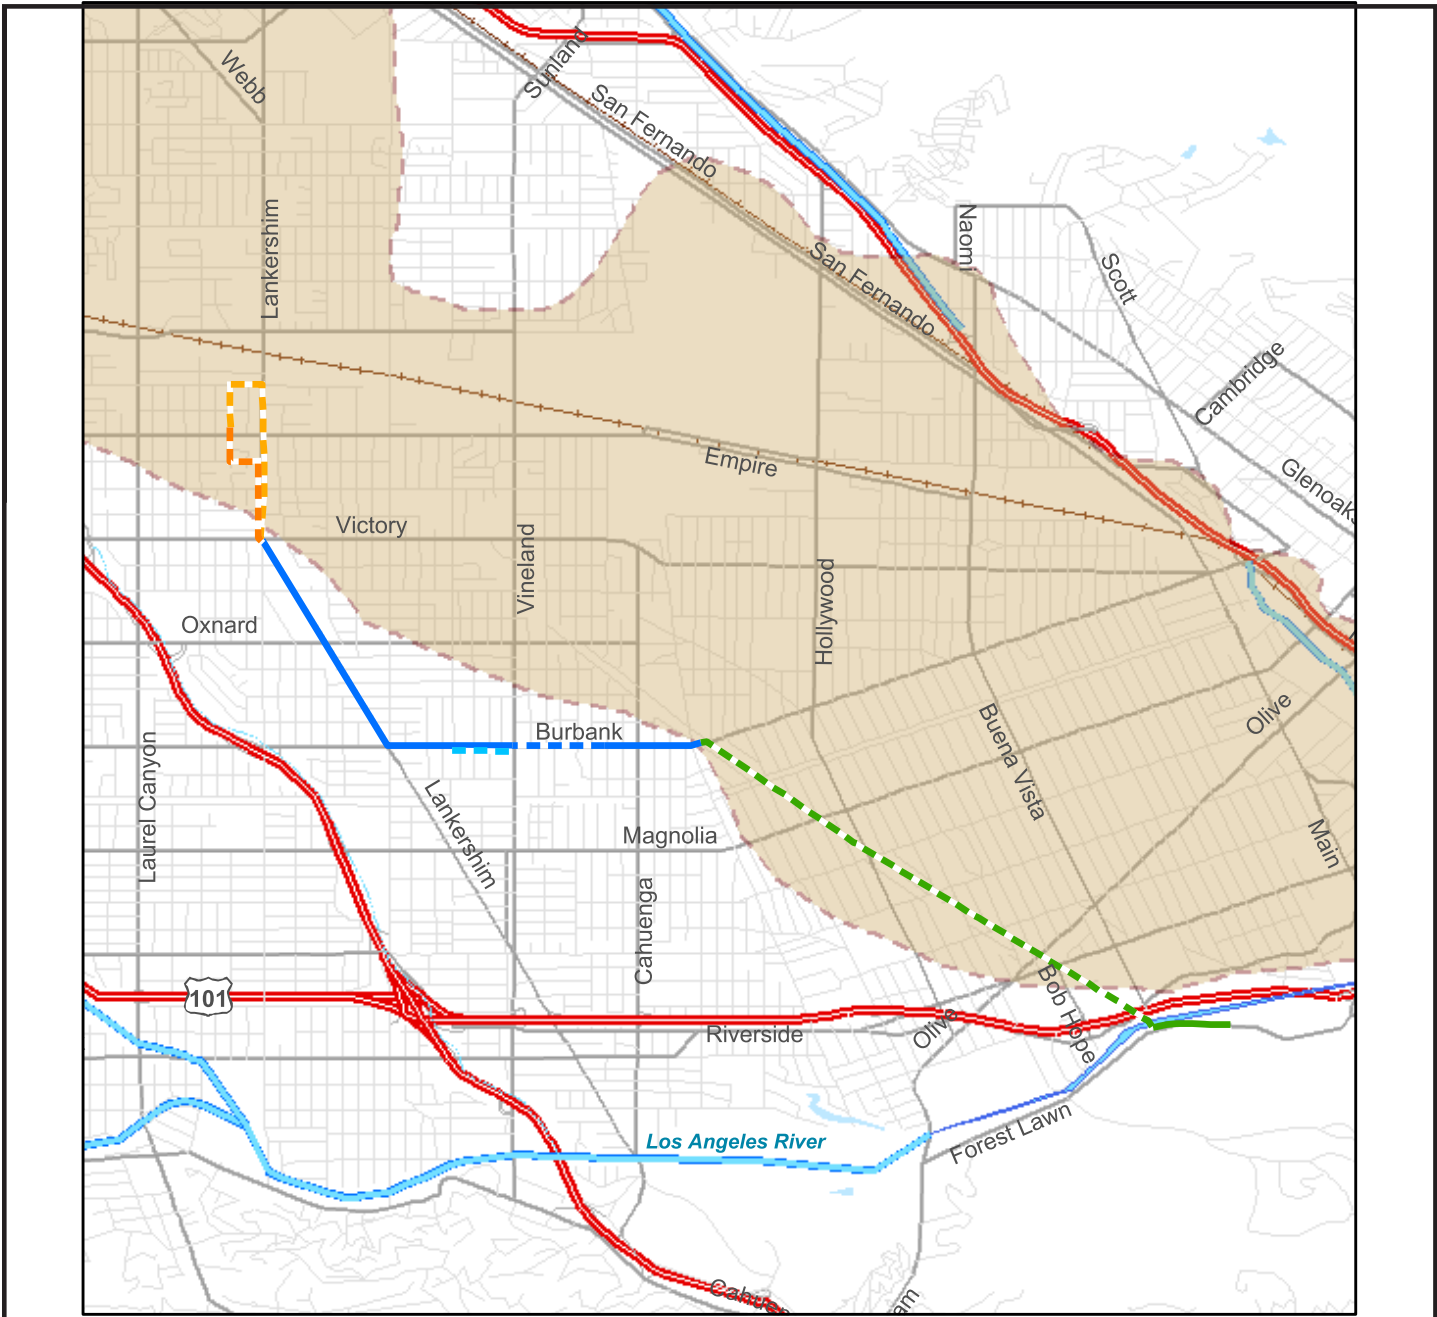 Webb
Sunland
San Fernando
Lankershim
Naomi
San Fernando
Scott
Cambridge
Empire
Glenoaks
Victory
Vineland
Hollywood
Oxnard
Burbank
Buena Vista
Olive
Laurel Canyon
Lankershim
Magnolia
Main
Cahuenga
101
Riverside
Olive
Bob Hope
Los Angeles River
Forest Lawn